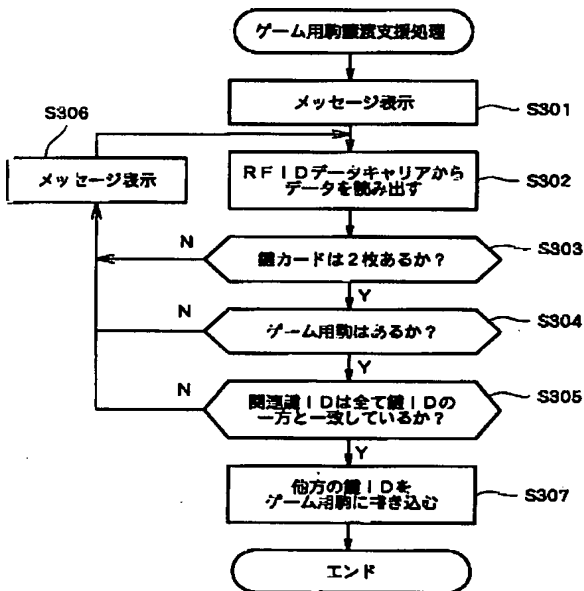 ゲーム用駒譲渡支援処理
メッセージ表示
S301
S306
メッセージ表示
RFIDデータキャリアから
データを読み出す
S302
鍵カードは2枚あるか?
S303
N
Y
ゲーム用駒はあるか?
S304
N
Y
関連鍵IDは全て鍵IDの
一方と一致しているか?
S305
N
Y
他方の鍵IDを
ゲーム用駒に書き込む
S307
エンド